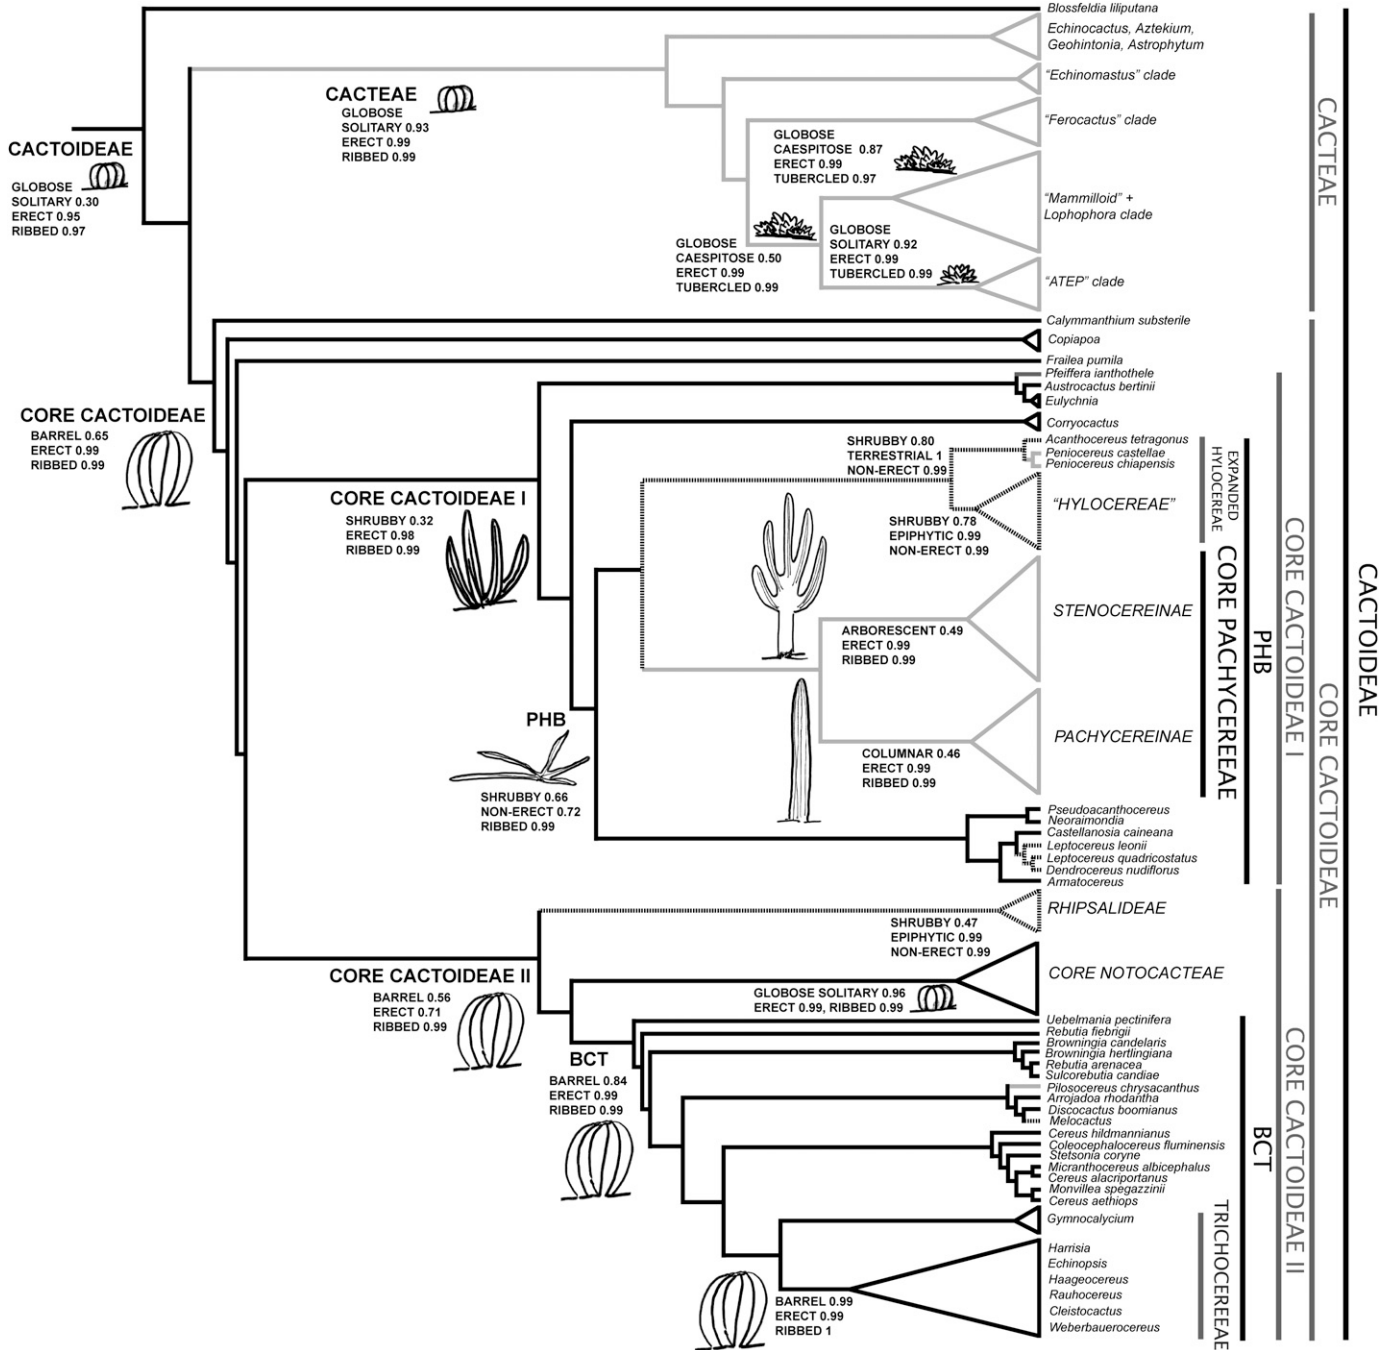 Blossfeldia liliputana
Echinocactus, Aztekium,
Geohintonia, Astrophytum
"Echinomastus" clade
"Ferocactus" clade
"Mammilloid" +
Lophophora clade
"ATEP" clade
CACTEAE
GLOBOSE
SOLITARY 0.93
ERECT 0.99
RIBBED 0.99
CACTOIDEAE
GLOBOSE
SOLITARY 0.30
ERECT 0.95
RIBBED 0.97
GLOBOSE
CAESPITOSE 0.87
ERECT 0.99
TUBERCLED 0.97
GLOBOSE
CAESPITOSE 0.50
ERECT 0.99
TUBERCLED 0.99
GLOBOSE
SOLITARY 0.92
ERECT 0.99
TUBERCLED 0.99
Calymmanthium substerile
Copiapoa
Frailea pumila
Pfeiffera ianthothele
Austrocactus bertinii
Eulychnia
Corryocactus
Acanthocereus tetragonus
Peniocereus castellae
Peniocereus chiapensis
"HYLOCEREAE"
STENOCEREINAE
PACHYCEREINAE
CORE CACTOIDEAE
BARREL 0.65
ERECT 0.99
RIBBED 0.99
CORE CACTOIDEAE I
SHRUBBY 0.32
ERECT 0.98
RIBBED 0.99
SHRUBBY 0.80
TERRESTRIAL 1
NON-ERECT 0.99
SHRUBBY 0.78
EPIPHYTIC 0.99
NON-ERECT 0.99
ARBORESCENT 0.49
ERECT 0.99
RIBBED 0.99
COLUMNAR 0.46
ERECT 0.99
RIBBED 0.99
PHB
SHRUBBY 0.66
NON-ERECT 0.72
RIBBED 0.99
Pseudoacanthocereus
Neoraimondia
Castellanosia caineana
Leptocereus leonii
Leptocereus quadricostatus
Dendrocereus nudiflorus
Armatocereus
RHIPSALIDEAE
SHRUBBY 0.47
EPIPHYTIC 0.99
NON-ERECT 0.99
CORE CACTOIDEAE II
BARREL 0.56
ERECT 0.71
RIBBED 0.99
CORE NOTOCACTEAE
GLOBOSE SOLITARY 0.96
ERECT 0.99, RIBBED 0.99
BCT
BARREL 0.84
ERECT 0.99
RIBBED 0.99
Uebelmania pectinifera
Rebutia fiebrigii
Browningia candelaris
Browningia hertlingiana
Rebutia arenacea
Sulcorebutia candiae
Pilosocereus chrysacanthus
Arrojadoa rhodantha
Discocactus boomianus
Melocactus
Cereus hildmannianus
Coleocephalocereus fluminensis
Stetsonia coryne
Micranthocereus albicephalus
Cereus alacriportanus
Monvillea spegazzinii
Cereus aethiops
Gymnocalycium
Harrisia
Echinopsis
Haageocereus
Rauhocereus
Cleistocactus
Weberbauerocereus
BARREL 0.99
ERECT 0.99
RIBBED 1
CACTEAE
EXPANDED
HYLOCEREAE
CORE PACHYCEREEAE
PHB
CORE CACTOIDEAE I
CORE CACTOIDEAE
CACTOIDEAE
BCT
TRICHOCEREEAE
CORE CACTOIDEAE II